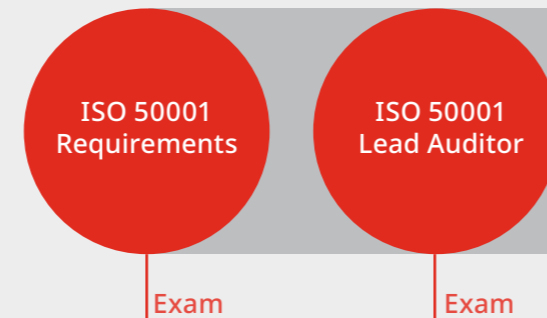 ISO 50001
Requirements
ISO 50001
Lead Auditor
Exam
Exam